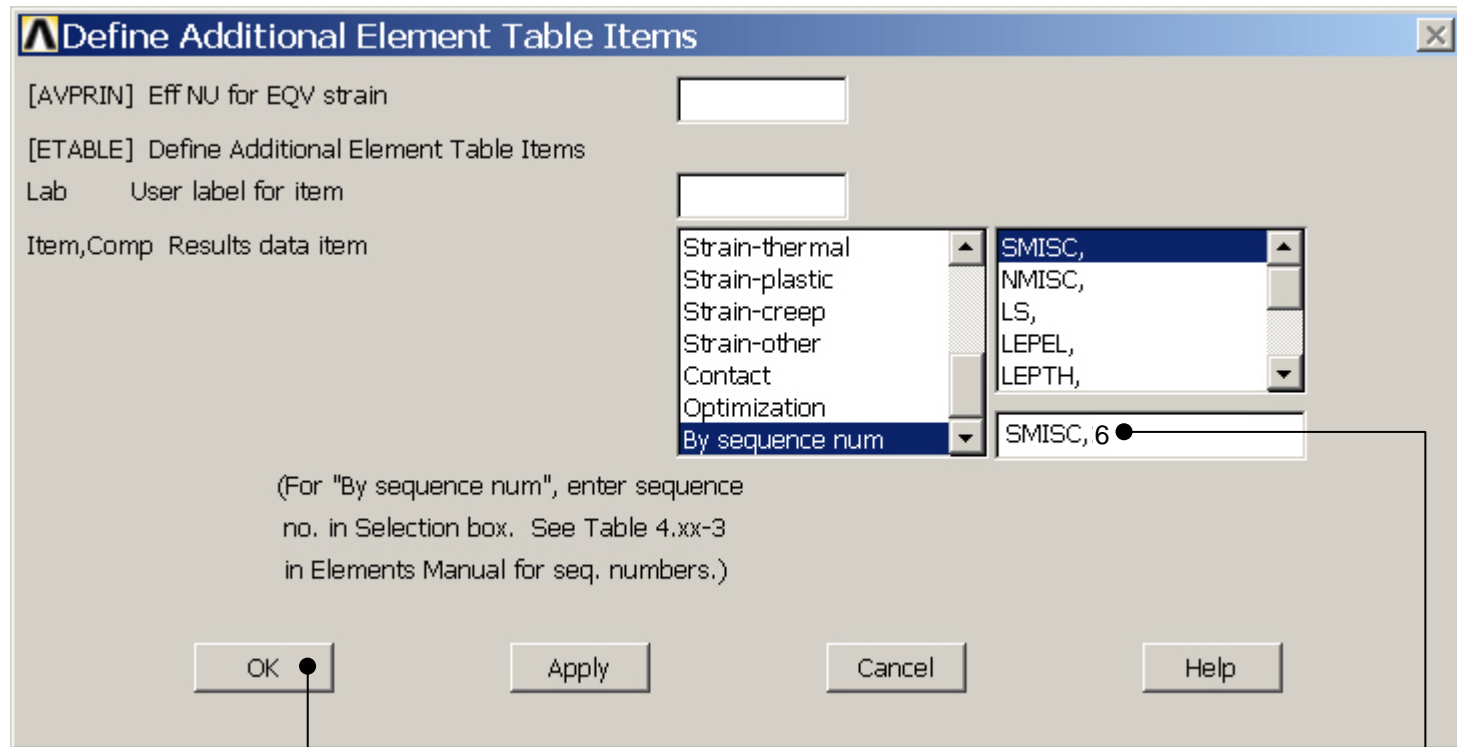 Define Additional Element Table Items
[AVPRIN] Eff NU for EQV strain
[ETABLE] Define Additional Element Table Items
Lab User label for item
Item,Comp Results data item
Strain-thermal
Strain-plastic
Strain-creep
Strain-other
Contact
Optimization
By sequence num
SMISC,
NMISC,
LS,
LEPEL,
LEPTH,
SMISC,6
(For "By sequence num", enter sequence
no. in Selection box. See Table 4.xx-3
in Elements Manual for seq. numbers.)
OK Apply Cancel Help